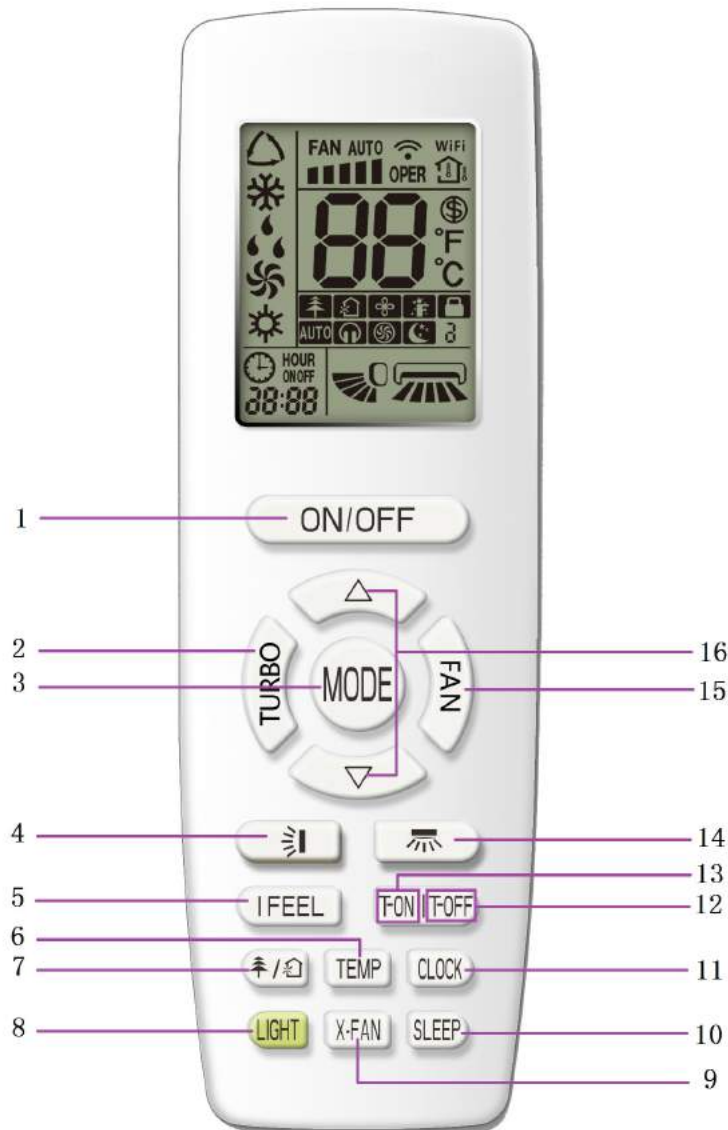 FAN AUTO WiFi
OPER
88
°F
°C
AUTO
HOUR
ON OFF
88:88
1 ON/OFF
2 TURBO
16
3 MODE
FAN 15
4
14
13
5 I FEEL T-ON T-OFF 12
6
7 / TEMP CLOCK 11
8 LIGHT X-FAN SLEEP 10
9